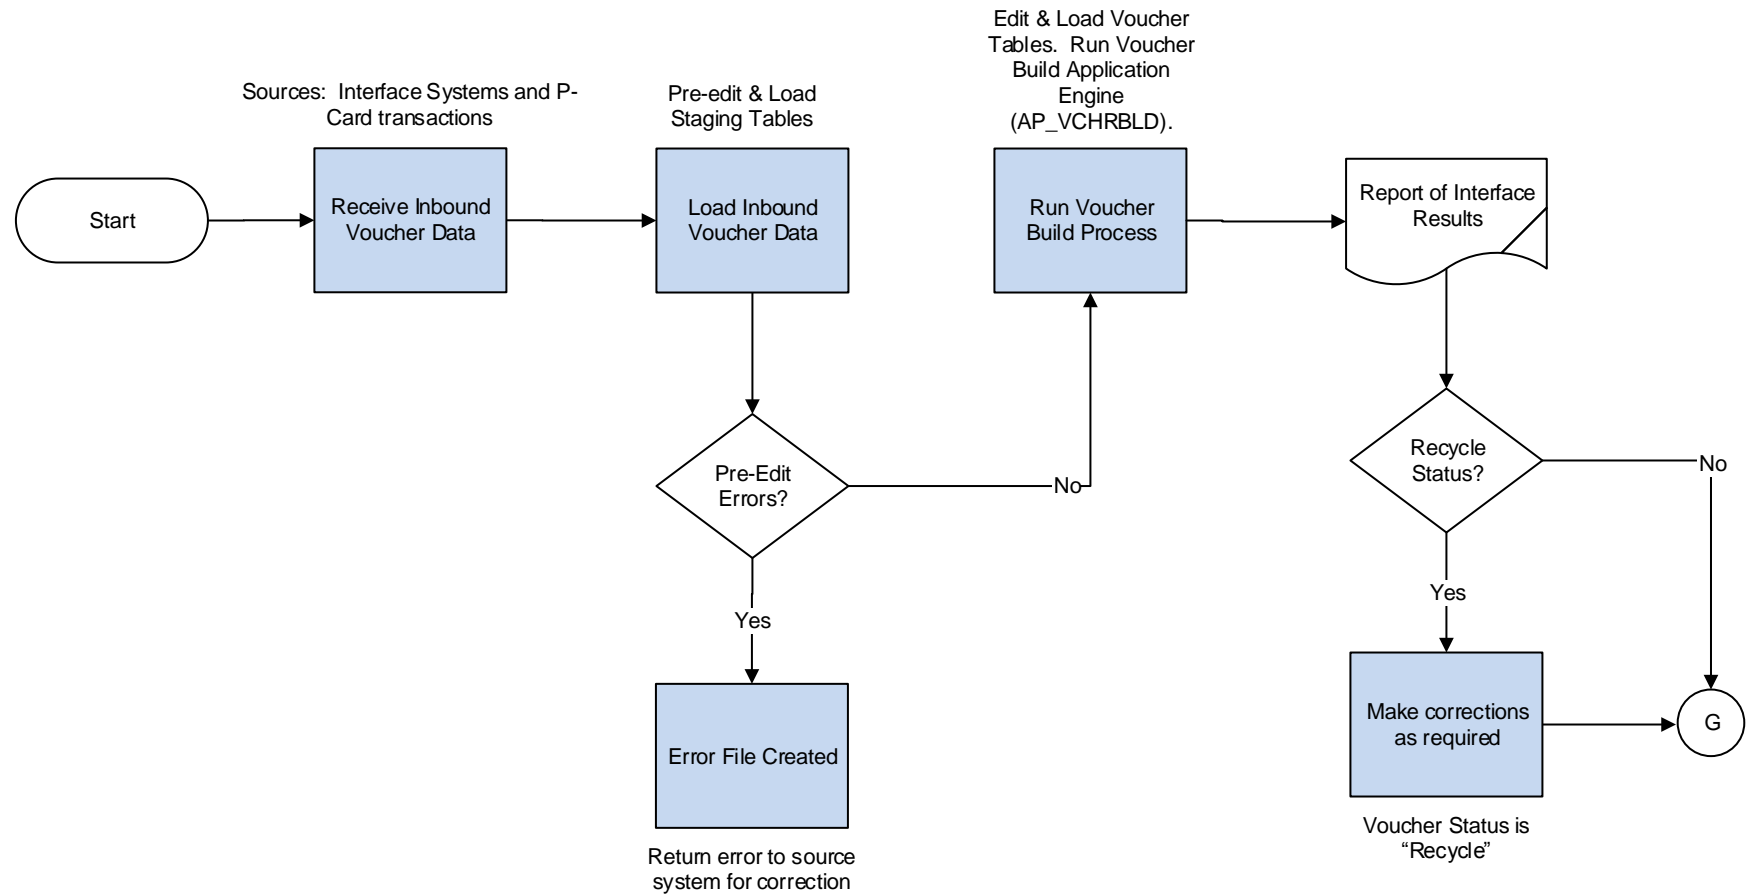 Edit & Load Voucher
Tables.  Run Voucher
Build Application
Engine
(AP_VCHRBLD).
Sources:  Interface Systems and P-
Card transactions
Pre-edit & Load
Staging Tables
Start
Receive Inbound
Voucher Data
Load Inbound
Voucher Data
Run Voucher
Build Process
Report of Interface
Results
Pre-Edit
Errors?
No
Recycle
Status?
No
Yes
Yes
Error File Created
Make corrections
as required
G
Return error to source
system for correction
Voucher Status is
“Recycle”